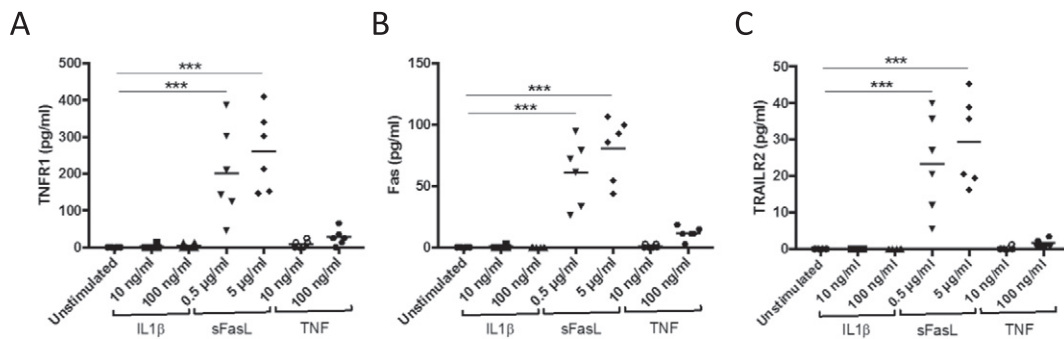 A
TNFR1 (pg/ml)
500
400
300
200
100
0
***
***
Unstimulated
10 ng/ml
100 ng/ml
0.5 µg/ml
5 µg/ml
10 ng/ml
100 ng/ml
IL1β
sFasL
TNF
B
Fas (pg/ml)
150
100
50
0
***
***
Unstimulated
10 ng/ml
100 ng/ml
0.5 µg/ml
5 µg/ml
10 ng/ml
100 ng/ml
IL1β
sFasL
TNF
C
TRAILR2 (pg/ml)
50
40
30
20
10
0
***
***
Unstimulated
10 ng/ml
100 ng/ml
0.5 µg/ml
5 µg/ml
10 ng/ml
100 ng/ml
IL1β
sFasL
TNF